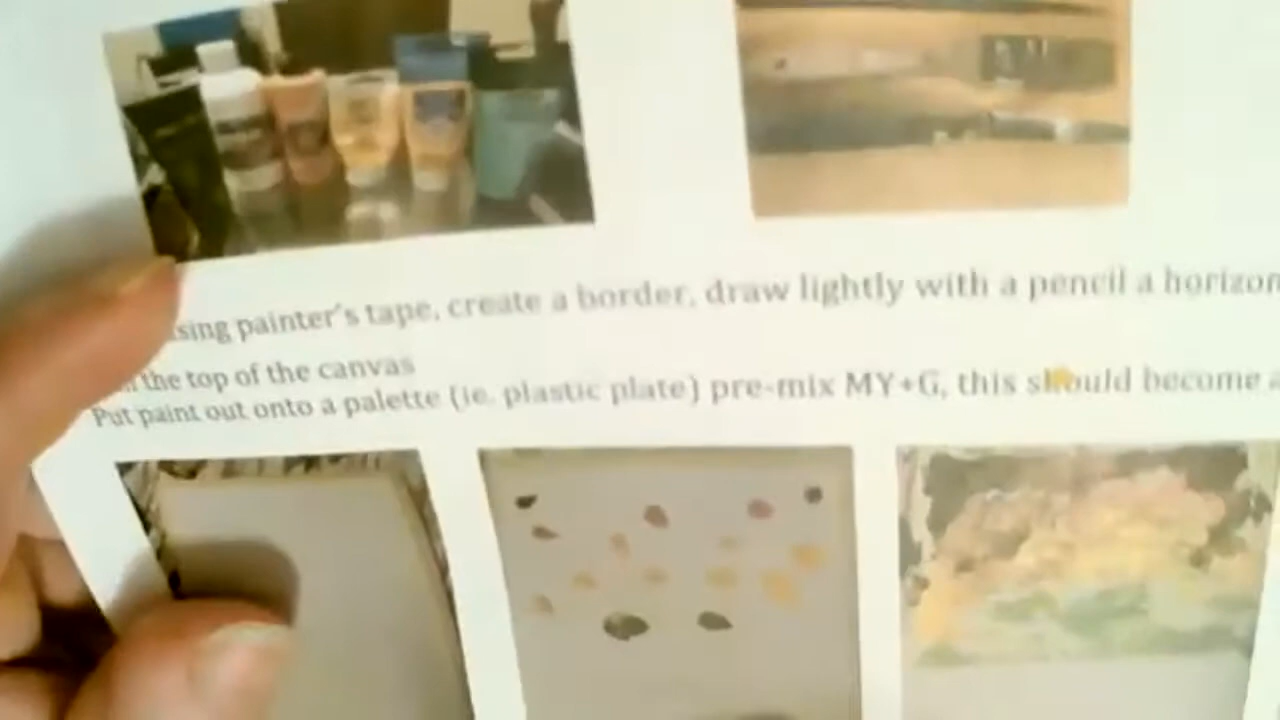 sing painter's tape, create a border, draw lightly with a pencil a horizon
the top of the canvas
Put paint out onto a palette (ie. plastic plate) pre-mix MY+G, this should become a